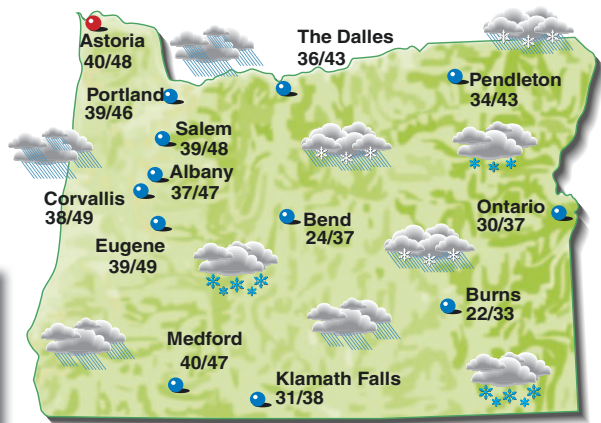 Astoria
40/48
The Dalles
36/43
Pendleton
34/43
Portland
39/46
Salem
39/48
Albany
37/47
Corvallis
38/49
Eugene
39/49
Bend
24/37
Ontario
30/37
Burns
22/33
Medford
40/47
Klamath Falls
31/38